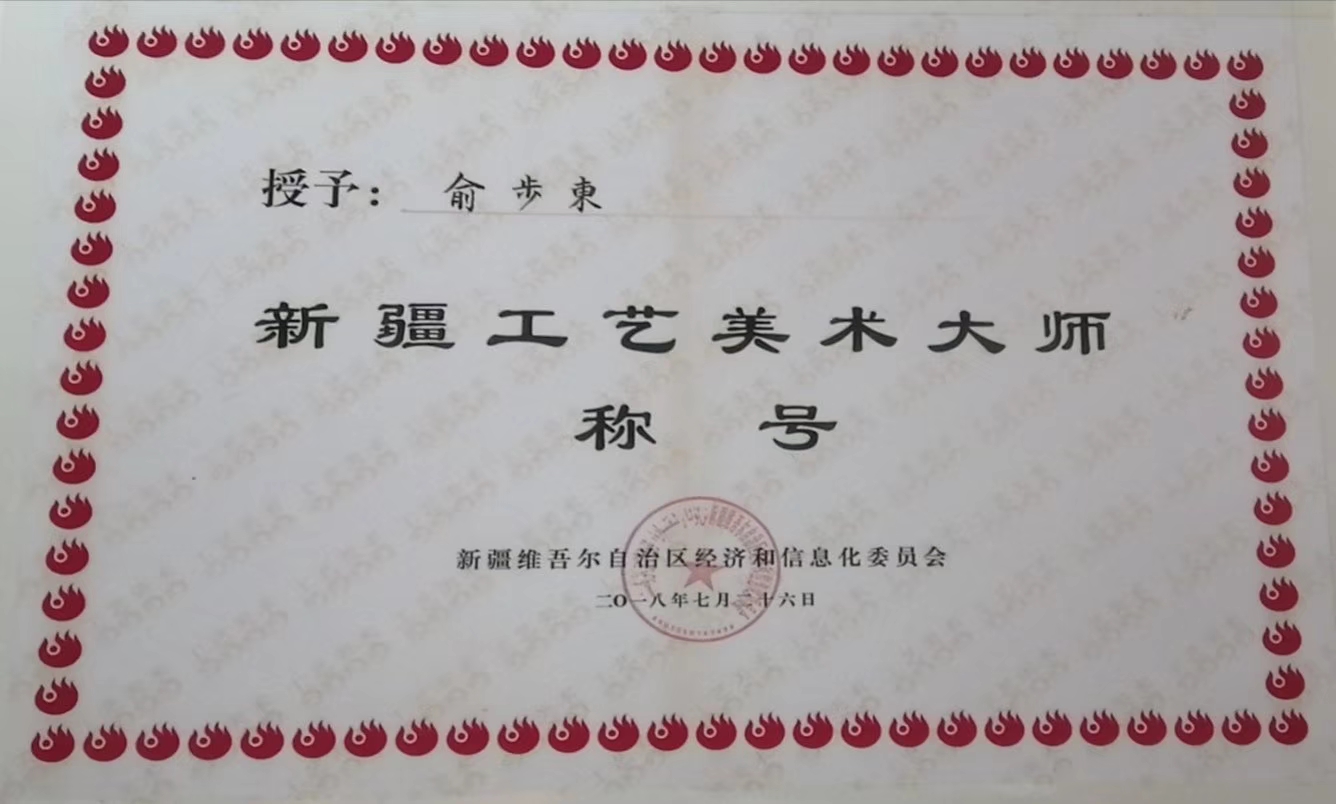 授予：俞步東
新疆工艺美术大师
称号
新疆维吾尔自治区经济和信息化委员会
二〇一八年七月二十六日